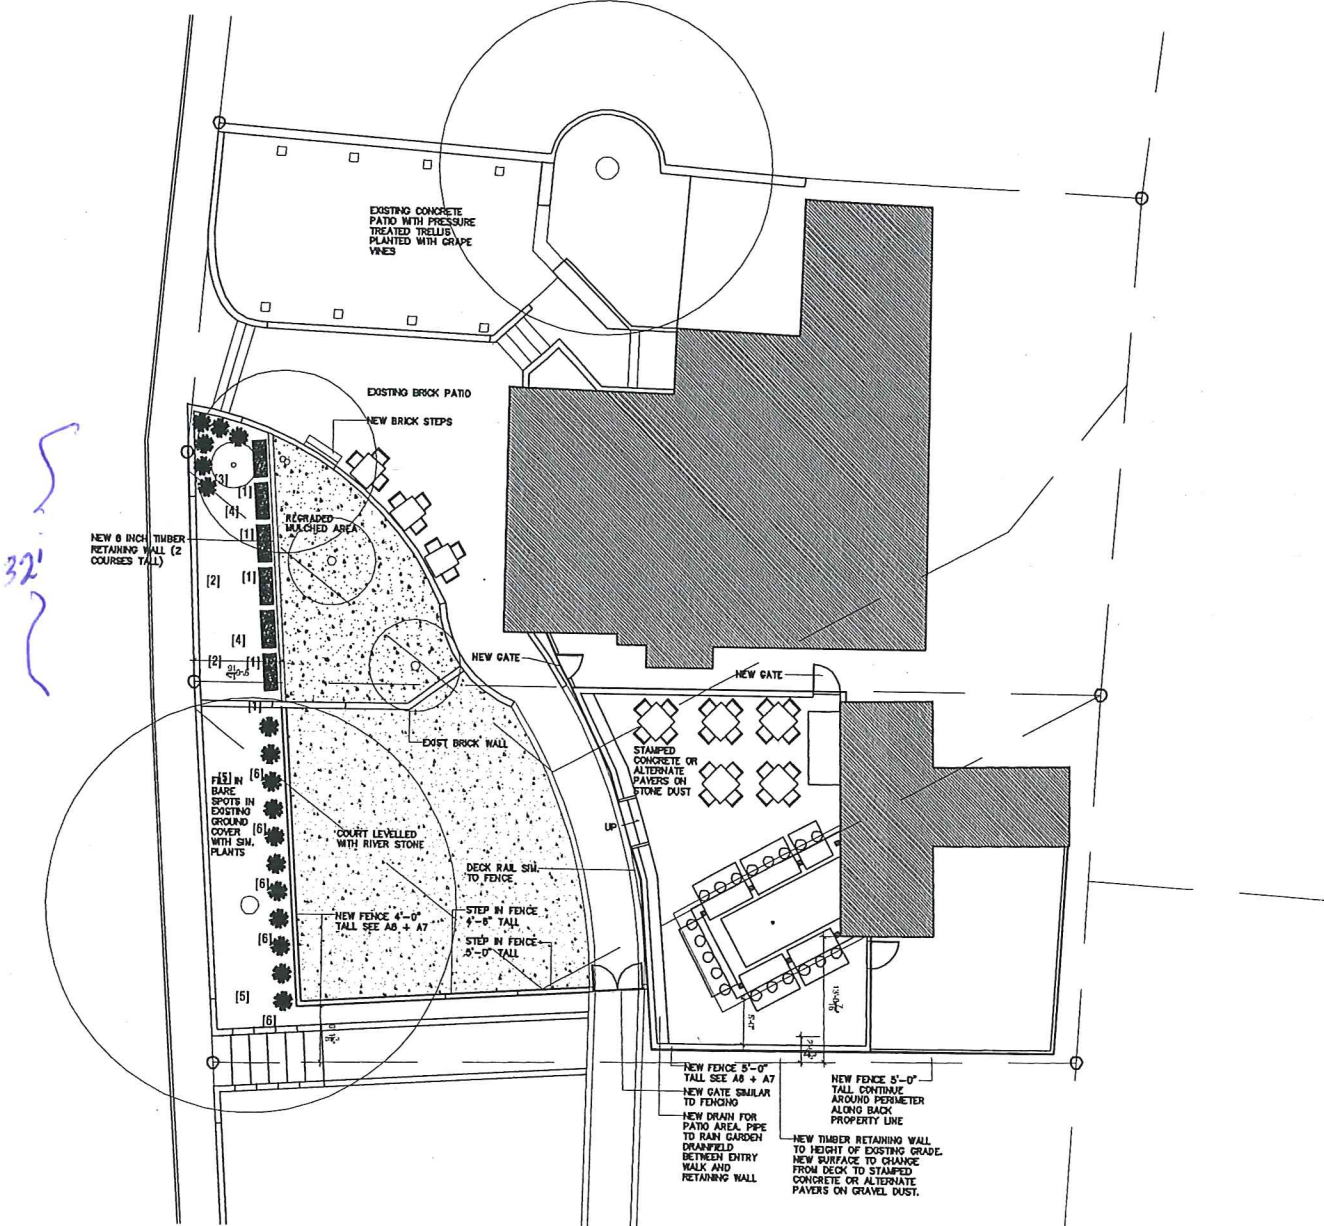 EXISTING CONCRETE
PATIO WITH PRESSURE
TREATED TRELLIS
PLANTED WITH GRAPE
VINES
EXISTING BRICK PATIO
NEW BRICK STEPS
[3]
[1]
[4]
REGRADED
MULCHED AREA
NEW 8 INCH TIMBER
RETAINING WALL (2
COURSES TALL)
32'
[1]
[2]
[1]
[4]
[2]
[1]
NEW GATE
NEW GATE
EXIST BRICK WALL
STAMPED
CONCRETE OR
ALTERNATE
PAVERS ON
STONE DUST
[5]
[6]
FILL IN
BARE
SPOTS IN
EXISTING
GROUND
COVER
WITH SIM.
PLANTS
[6]
COURT LEVELLED
WITH RIVER STONE
UP
DECK RAIL SIM.
TO FENCE
[6]
NEW FENCE 4'-0"
TALL SEE A6 + A7
STEP IN FENCE
4'-6" TALL
STEP IN FENCE
5'-0" TALL
[6]
[5]
[6]
NEW FENCE 5'-0"
TALL SEE A6 + A7
NEW GATE SIMILAR
TO FENCING
NEW DRAIN FOR
PATIO AREA. PIPE
TO RAIN GARDEN
DRAINFIELD
BETWEEN ENTRY
WALK AND
RETAINING WALL
NEW FENCE 5'-0"
TALL CONTINUE
AROUND PERIMETER
ALONG BACK
PROPERTY LINE
NEW TIMBER RETAINING WALL
TO HEIGHT OF EXISTING GRADE.
NEW SURFACE TO CHANGE
FROM DECK TO STAMPED
CONCRETE OR ALTERNATE
PAVERS ON GRAVEL DUST.